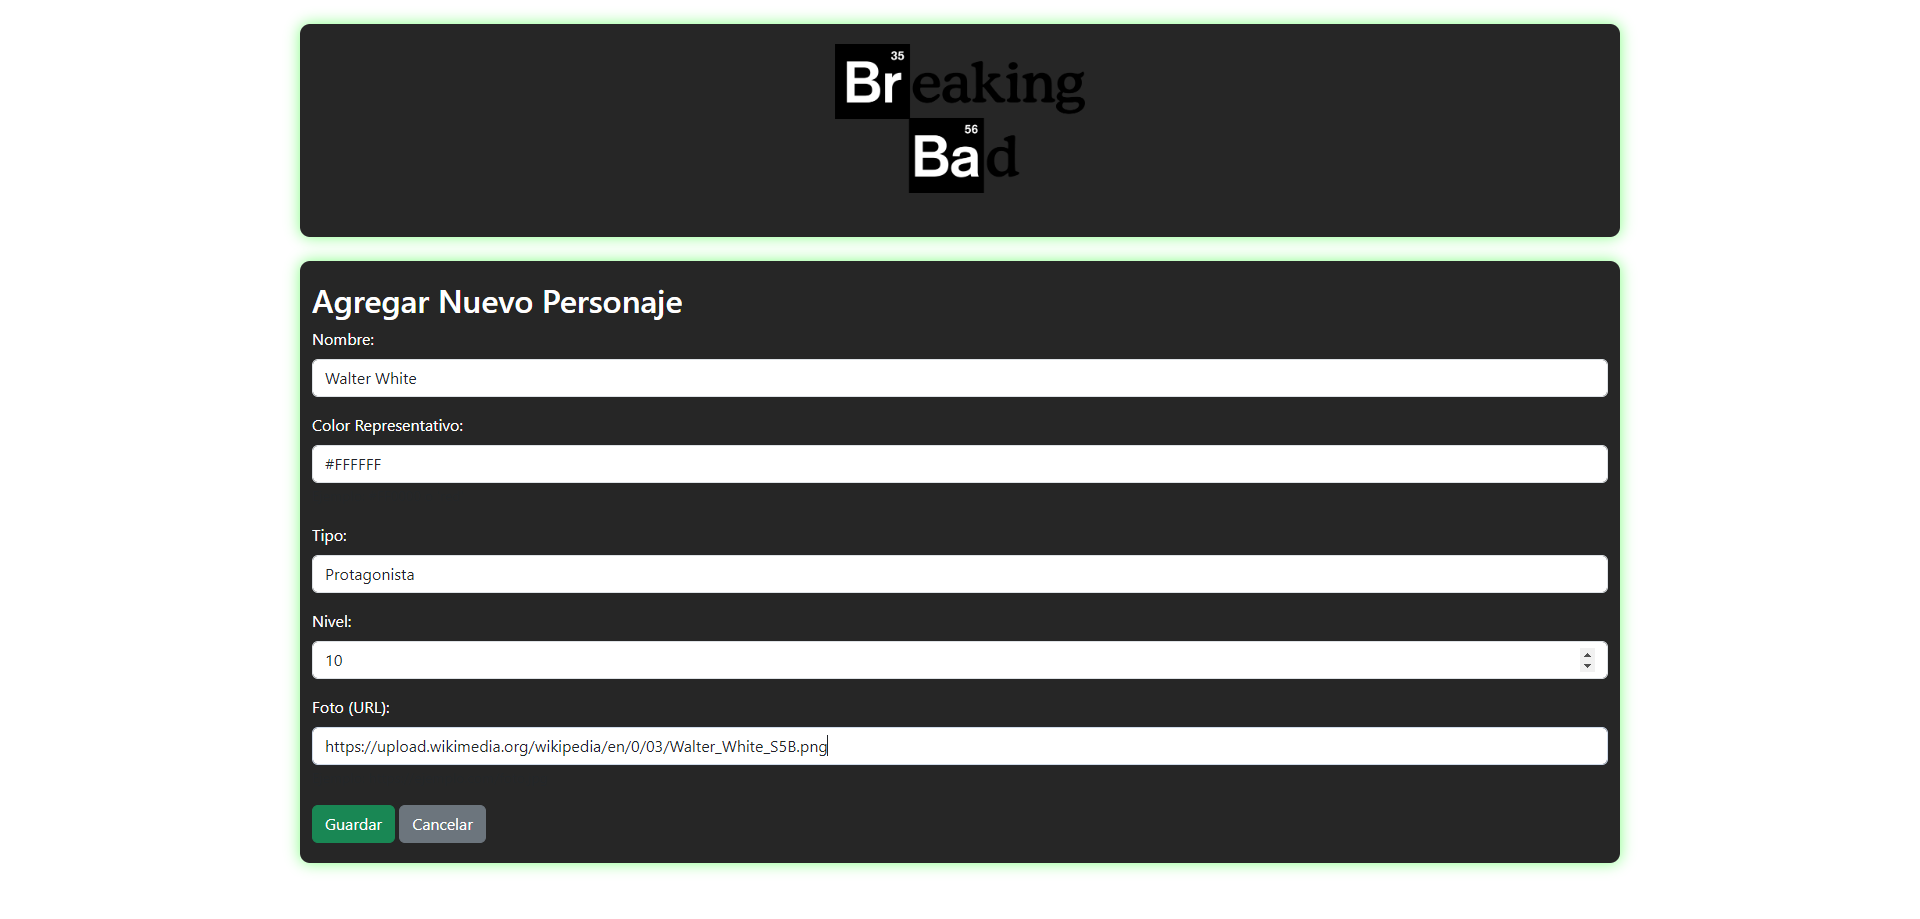 35
Breaking
56
Bad
Agregar Nuevo Personaje
Nombre:
Walter White
Color Representativo:
#FFFFFF
Tipo:
Protagonista
Nivel:
10
Foto (URL):
https://upload.wikimedia.org/wikipedia/en/0/03/Walter_White_S5B.png
Guardar Cancelar